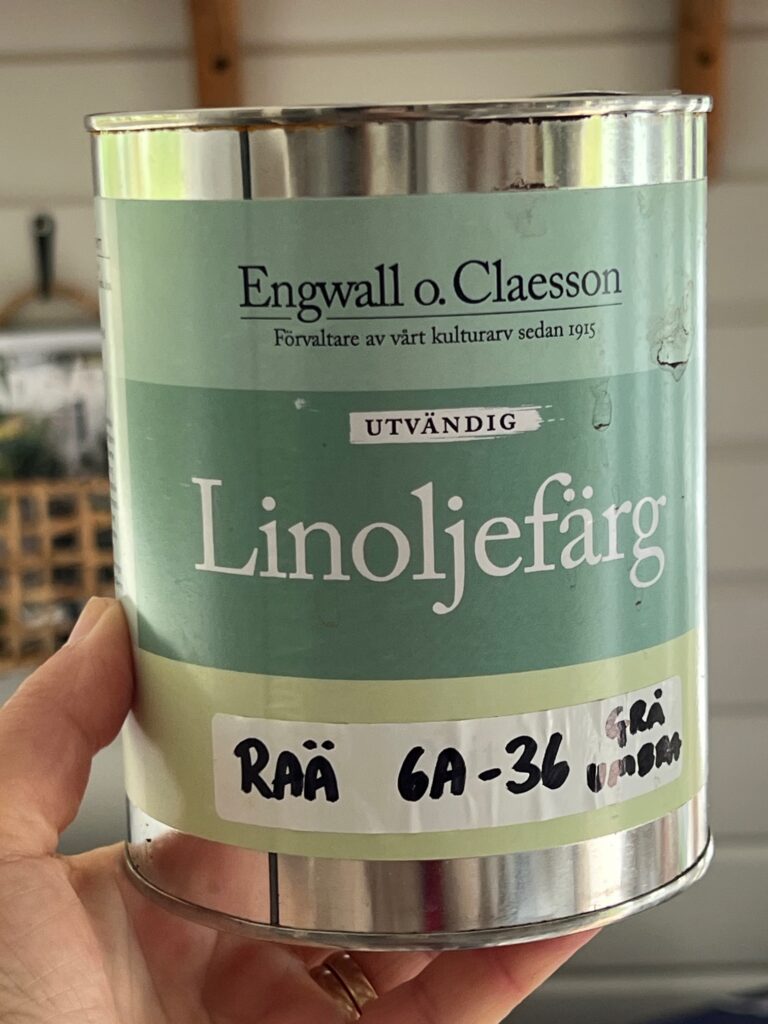 Engwall o. Claesson
Förvaltare av vårt kulturarv sedan 1915
UTVÄNDIG
Linoljefärg
RAÄ 6A-36 GRÅ
UMBRA